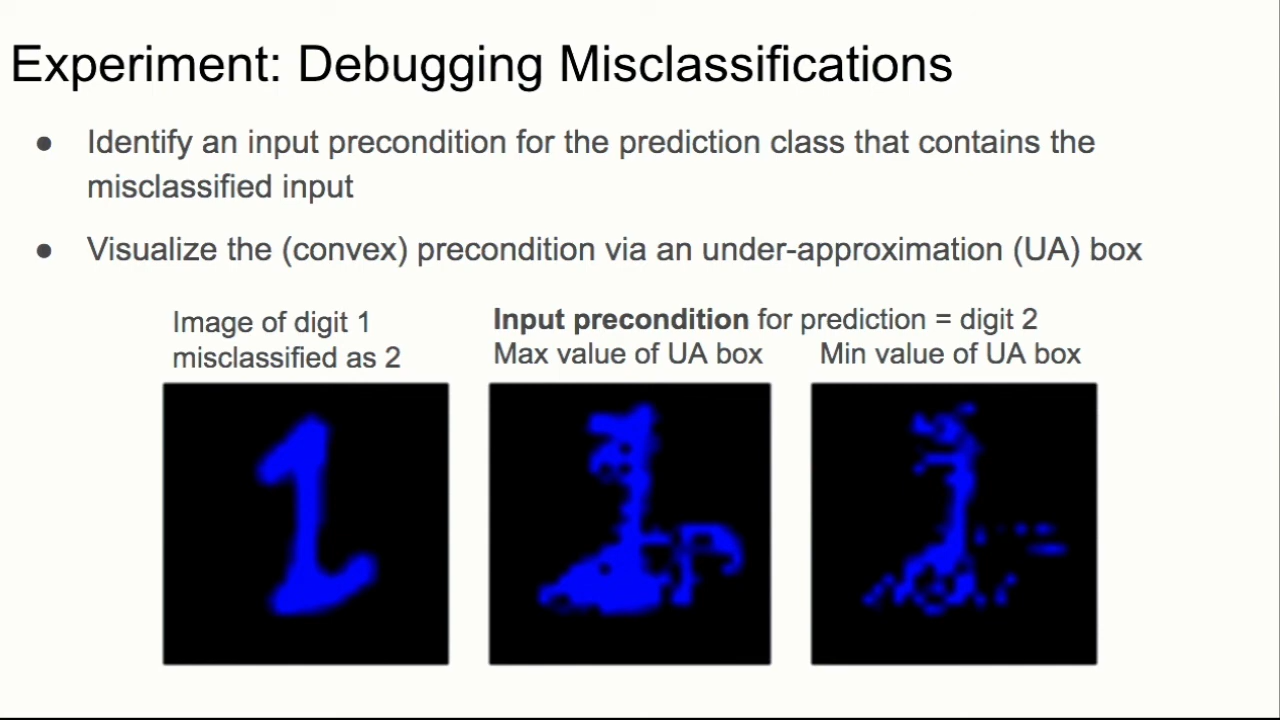 Experiment: Debugging Misclassifications
● Identify an input precondition for the prediction class that contains the
misclassified input
● Visualize the (convex) precondition via an under-approximation (UA) box
Image of digit 1
misclassified as 2
Input precondition for prediction = digit 2
Max value of UA box
Min value of UA box